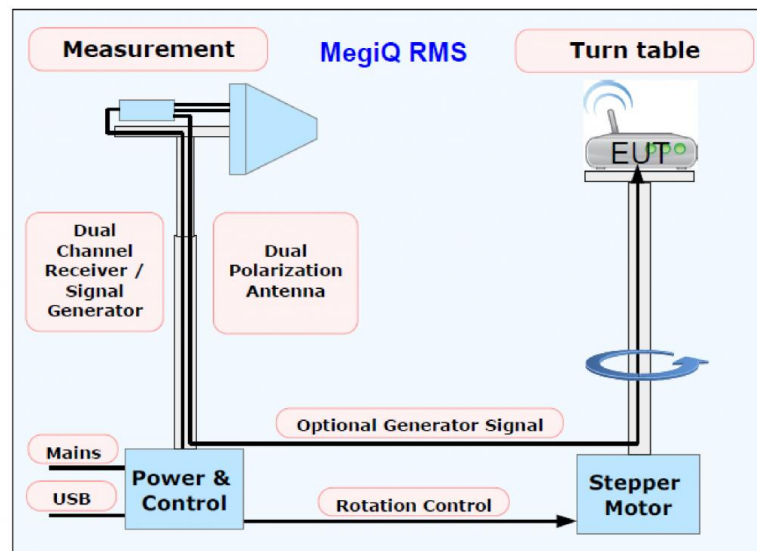 Measurement
MegiQ RMS
Turn table
EUT
Dual
Channel
Receiver /
Signal
Generator
Dual
Polarization
Antenna
Optional Generator Signal
Mains
USB
Power &
Control
Rotation Control
Stepper
Motor